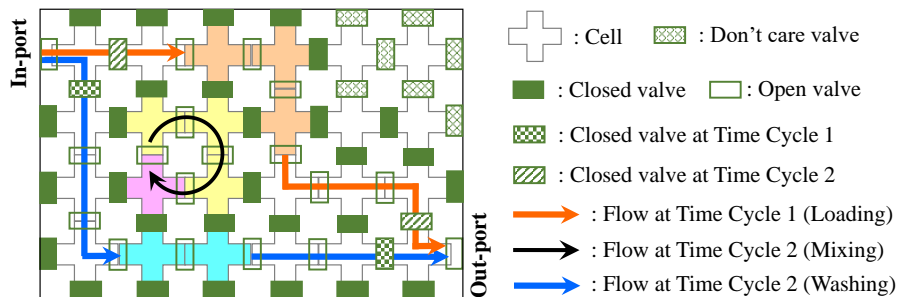 In-port
Out-port
: Cell
: Don't care valve
: Closed valve
: Open valve
: Closed valve at Time Cycle 1
: Closed valve at Time Cycle 2
: Flow at Time Cycle 1 (Loading)
: Flow at Time Cycle 2 (Mixing)
: Flow at Time Cycle 2 (Washing)